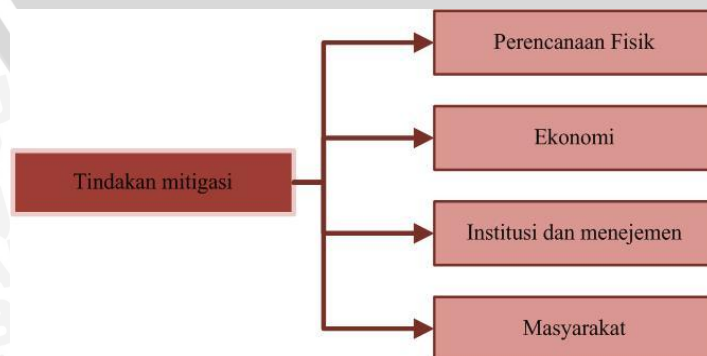 Perencanaan Fisik
Ekonomi
Tindakan mitigasi
Institusi dan menejemen
Masyarakat